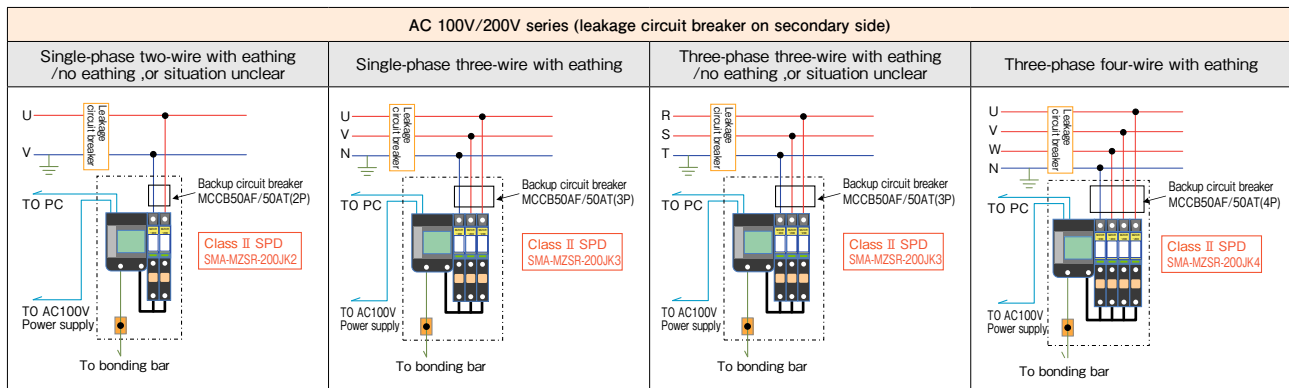 AC 100V/200V series (leakage circuit breaker on secondary side)
Single-phase two-wire with eathing
/no eathing ,or situation unclear
Single-phase three-wire with eathing
Three-phase three-wire with eathing
/no eathing ,or situation unclear
Three-phase four-wire with eathing
U
V
Leakage
circuit breaker
Backup circuit breaker
MCCB50AF/50AT(2P)
TO PC
Class II SPD
SMA-MZSR-200JK2
TO AC100V
Power supply
To bonding bar
U
V
N
Leakage
circuit breaker
Backup circuit breaker
MCCB50AF/50AT(3P)
TO PC
Class II SPD
SMA-MZSR-200JK3
TO AC100V
Power supply
To bonding bar
R
S
T
Leakage
circuit breaker
Backup circuit breaker
MCCB50AF/50AT(3P)
TO PC
Class II SPD
SMA-MZSR-200JK3
TO AC100V
Power supply
To bonding bar
U
V
W
N
Leakage
circuit breaker
Backup circuit breaker
MCCB50AF/50AT(4P)
TO PC
Class II SPD
SMA-MZSR-200JK4
TO AC100V
Power supply
To bonding bar